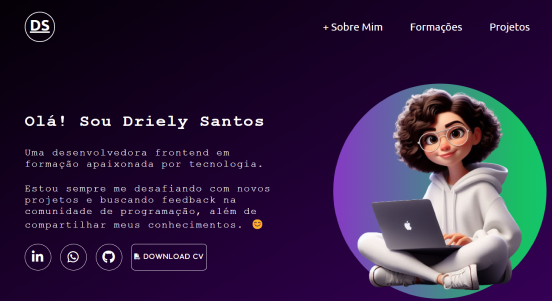 DS
+ Sobre Mim
Formações
Projetos
Olá! Sou Driely Santos
Uma desenvolvedora frontend em
formação apaixonada por tecnologia.
Estou sempre me desafiando com novos
projetos e buscando feedback na
comunidade de programação, além de
compartilhar meus conhecimentos. 😊
in
DOWNLOAD CV